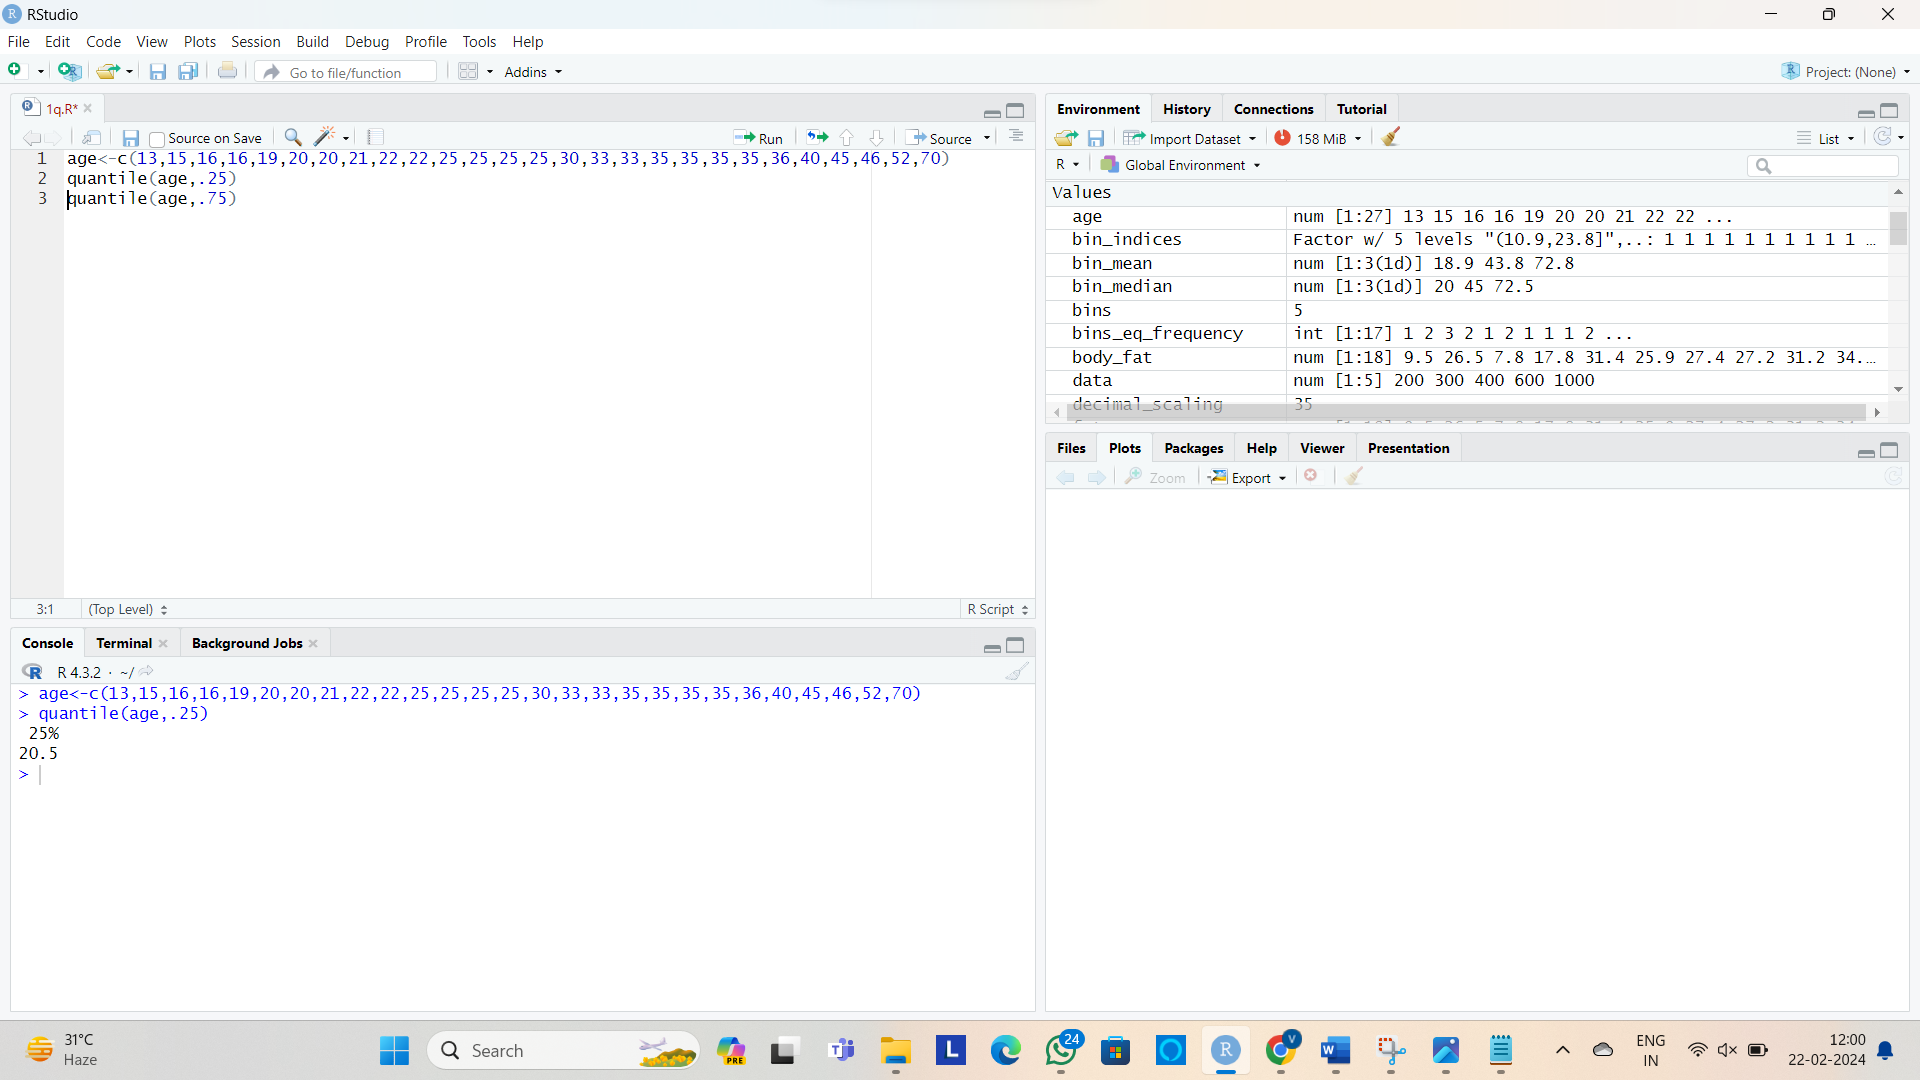 RStudio
File Edit Code View Plots Session Build Debug Profile Tools Help
Go to file/function Addins Project: (None)
1q.R*
Source on Save Run Source
1 age<-c(13,15,16,16,19,20,20,21,22,22,25,25,25,25,30,33,33,35,35,35,35,36,40,45,46,52,70)
2 quantile(age,.25)
3 quantile(age,.75)
3:1 (Top Level) R Script
Console Terminal Background Jobs
R 4.3.2 · ~/
> age<-c(13,15,16,16,19,20,20,21,22,22,25,25,25,25,30,33,33,35,35,35,35,36,40,45,46,52,70)
> quantile(age,.25)
25%
20.5
>
Environment History Connections Tutorial
Import Dataset 158 MiB List
R Global Environment
Values
age num [1:27] 13 15 16 16 19 20 20 21 22 22 ...
bin_indices Factor w/ 5 levels "(10.9,23.8]",..: 1 1 1 1 1 1 1 1 1 1 …
bin_mean num [1:3(1d)] 18.9 43.8 72.8
bin_median num [1:3(1d)] 20 45 72.5
bins 5
bins_eq_frequency int [1:17] 1 2 3 2 1 2 1 1 1 2 ...
body_fat num [1:18] 9.5 26.5 7.8 17.8 31.4 25.9 27.4 27.2 31.2 34.…
data num [1:5] 200 300 400 600 1000
decimal_scaling 35
Files Plots Packages Help Viewer Presentation
Zoom Export
31°C
Haze
Search
PRE
L
24
V
ENG
IN
12:00
22-02-2024